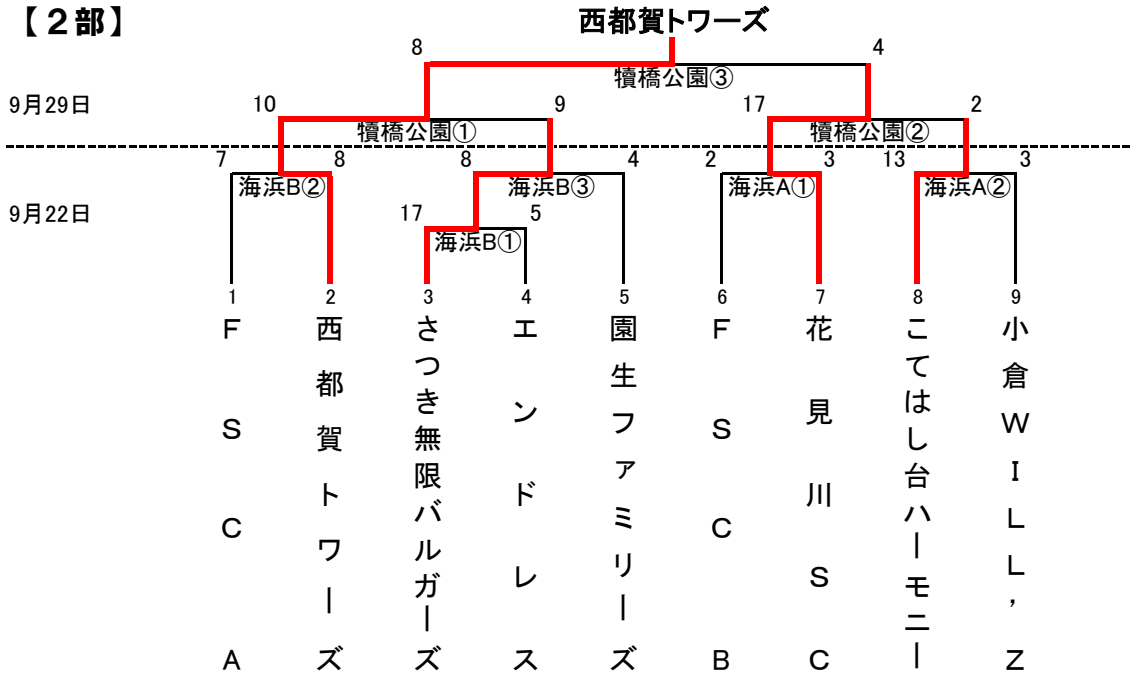 【２部】
西都賀トワーズ
8
4
犢橋公園③
9月29日
10
9
17
2
犢橋公園①
犢橋公園②
7
8
8
4
2
3
13
3
海浜B②
海浜B③
海浜A①
海浜A②
9月22日
17
5
海浜B①
1
2
3
4
5
6
7
8
9
ＦＳＣＡ
西都賀トワーズ
さつき無限バルガーズ
エンドレス
園生ファミリーズ
ＦＳＣＢ
花見川ＳＣ
こてはし台ハーモニー
小倉ＷＩＬＬ’Ｚ